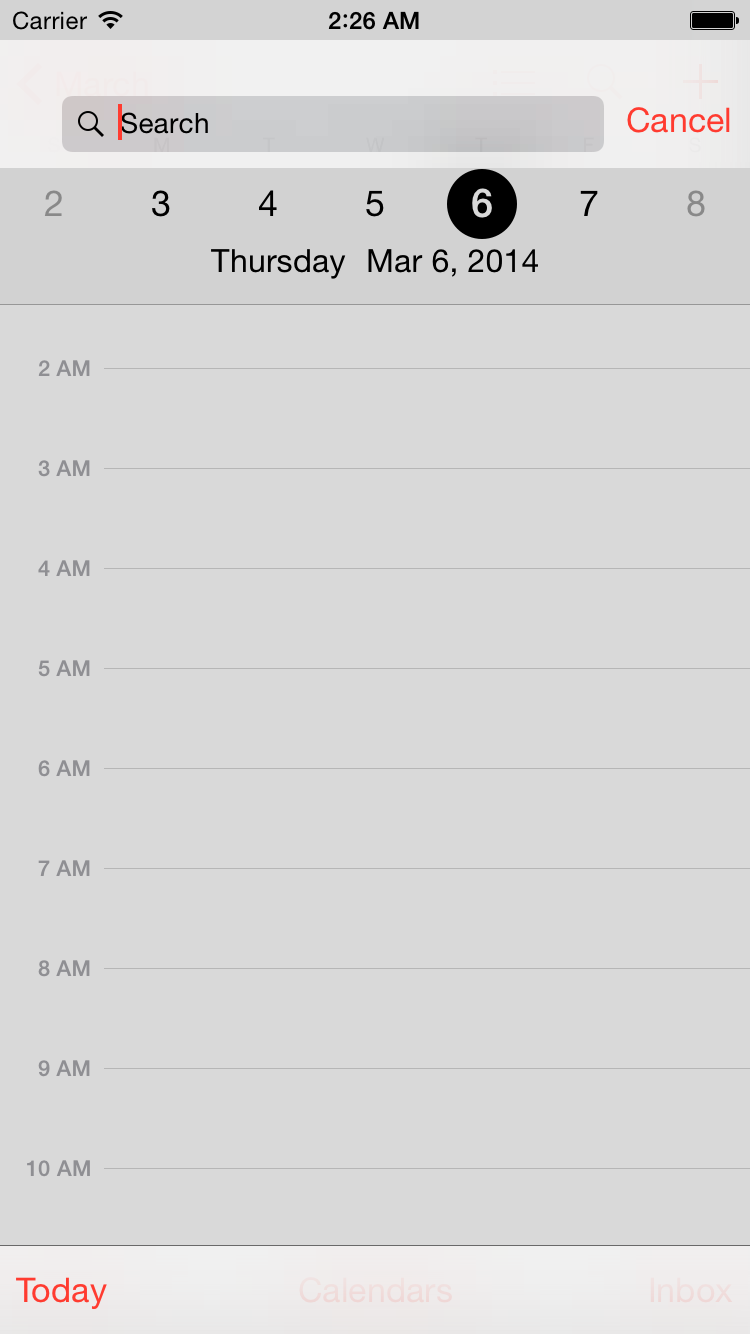 Carrier 2:26 AM
March
Search Cancel
M T W T F S
2 3 4 5 6 7 8
Thursday Mar 6, 2014
2 AM
3 AM
4 AM
5 AM
6 AM
7 AM
8 AM
9 AM
10 AM
Today Calendars Inbox